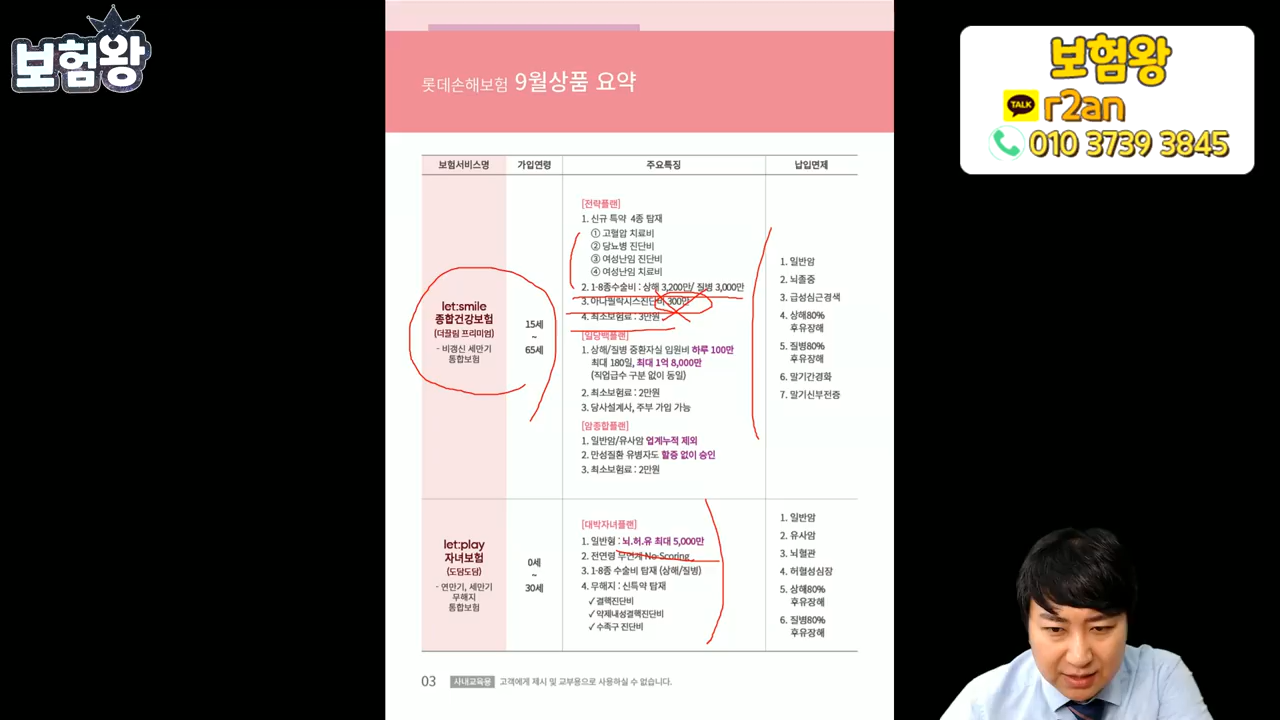 보험왕
롯데손해보험 9월상품 요약
보험왕
TALK r2an
010 3739 3845
보험서비스명 가입연령 주요특징 납입면제
let:smile
종합건강보험
(더끌림 프리미엄)
- 비갱신 세만기
통합보험
15세
~
65세
[전략플랜]
1. 신규 특약 4종 탑재
① 고혈압 치료비
② 당뇨병 진단비
③ 여성난임 진단비
④ 여성난임 치료비
2. 1-8종수술비 : 상해 3,200만/ 질병 3,000만
3. 아나필락시스진단비 300만
4. 최소보험료 : 3만원
[일당백플랜]
1. 상해/질병 중환자실 입원비 하루 100만
최대 180일, 최대 1억 8,000만
(직업급수 구분 없이 동일)
2. 최소보험료 : 2만원
3. 당사설계사, 주부 가입 가능
[암종합플랜]
1. 일반암/유사암 업계누적 제외
2. 만성질환 유병자도 할증 없이 승인
3. 최소보험료 : 2만원
1. 일반암
2. 뇌졸중
3. 급성심근경색
4. 상해80%
후유장해
5. 질병80%
후유장해
6. 말기간경화
7. 말기신부전증
let:play
자녀보험
(도담도담)
- 연만기, 세만기
무해지
통합보험
0세
~
30세
[대박자녀플랜]
1. 일반형 : 뇌.허.유 최대 5,000만
2. 전연령 무연계 No Scoring
3. 1-8종 수술비 탑재 (상해/질병)
4. 무해지 : 신특약 탑재
✓결핵진단비
✓약제내성결핵진단비
✓수족구 진단비
1. 일반암
2. 유사암
3. 뇌혈관
4. 허혈성심장
5. 상해80%
후유장해
6. 질병80%
후유장해
03 사내교육용 고객에게 제시 및 교부용으로 사용하실 수 없습니다.